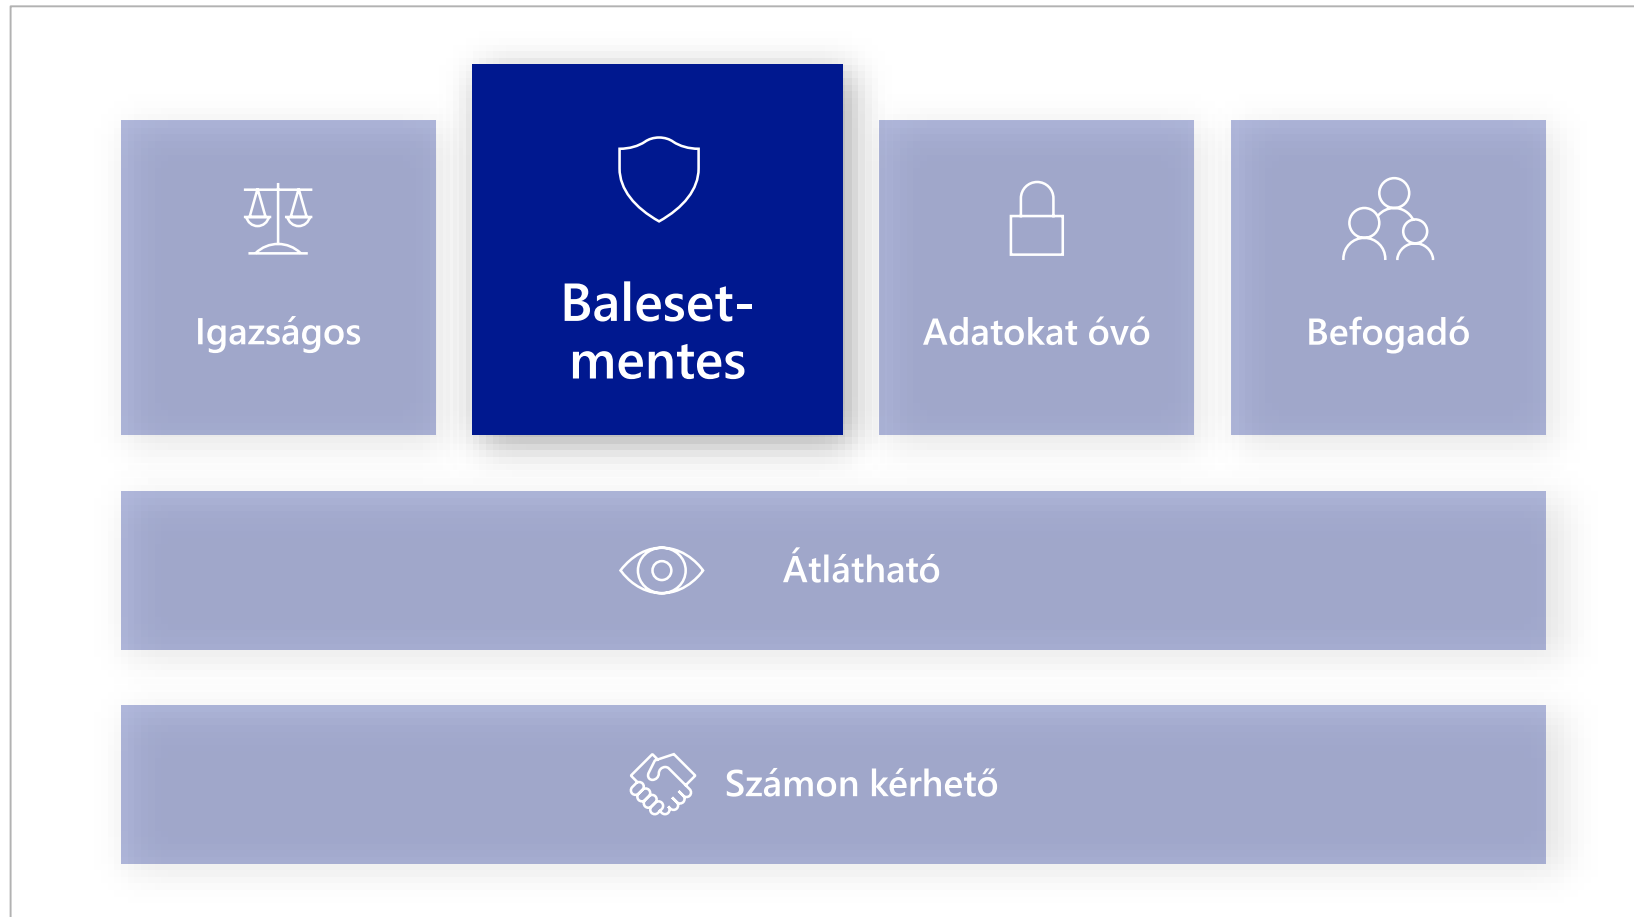 Igazságos
Baleset-
mentes
Adatokat óvó
Befogadó
Átlátható
Számon kérhető